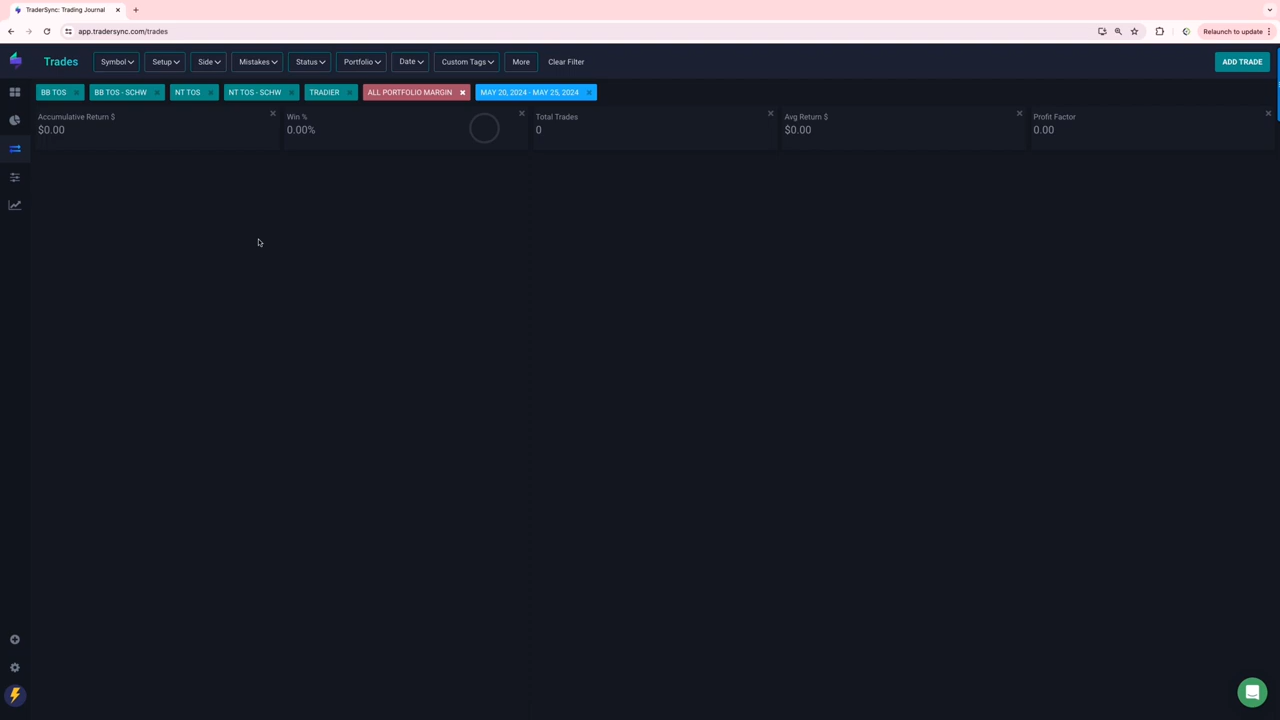 TraderSync: Trading Journal
app.tradersync.com/trades
Relaunch to update
Trades
Symbol
Setup
Side
Mistakes
Status
Portfolio
Date
Custom Tags
More
Clear Filter
ADD TRADE
BB TOS
BB TOS - SCHW
NT TOS
NT TOS - SCHW
TRADIER
ALL PORTFOLIO MARGIN
MAY 20, 2024 - MAY 25, 2024
Accumulative Return $
$0.00
Win %
0.00%
Total Trades
0
Avg Return $
$0.00
Profit Factor
0.00